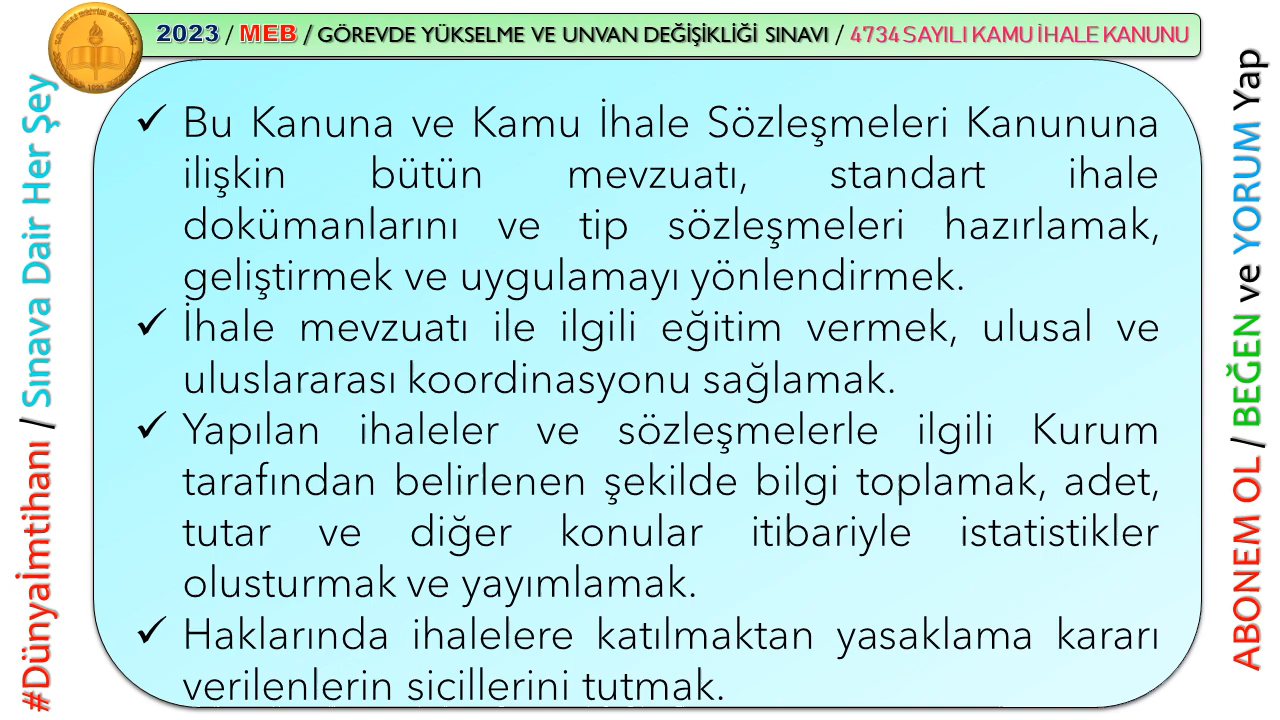 2023 / MEB / GÖREVDE YÜKSELME VE UNVAN DEĞİŞİKLİĞİ SINAVI / 4734 SAYILI KAMU İHALE KANUNU
#Dünyaİmtihanı / Sınava Dair Her Şey
✓ Bu Kanuna ve Kamu İhale Sözleşmeleri Kanununa
ilişkin bütün mevzuatı, standart ihale
dokümanlarını ve tip sözleşmeleri hazırlamak,
geliştirmek ve uygulamayı yönlendirmek.
✓ İhale mevzuatı ile ilgili eğitim vermek, ulusal ve
uluslararası koordinasyonu sağlamak.
✓ Yapılan ihaleler ve sözleşmelerle ilgili Kurum
tarafından belirlenen şekilde bilgi toplamak, adet,
tutar ve diğer konular itibariyle istatistikler
olusturmak ve yayımlamak.
✓ Haklarında ihalelere katılmaktan yasaklama kararı
verilenlerin sicillerini tutmak.
ABONEM OL / BEĞEN ve YORUM Yap